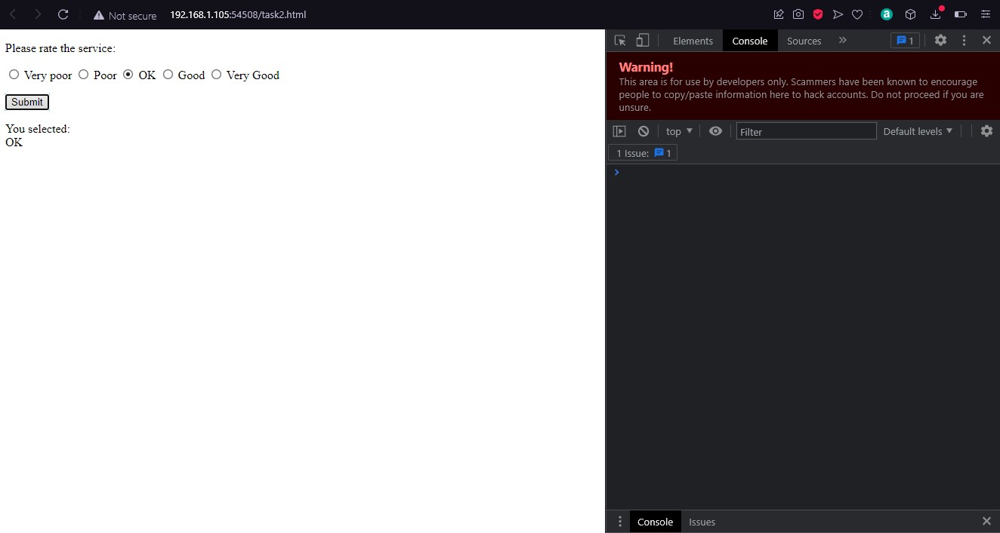 Not secure 192.168.1.105:54508/task2.html
a
Please rate the service:
Very poor Poor OK Good Very Good
Submit
You selected:
OK
Elements Console Sources 1
Warning!
This area is for use by developers only. Scammers have been known to encourage
people to copy/paste information here to hack accounts. Do not proceed if you are
unsure.
top Filter Default levels
1 Issue: 1
Console Issues